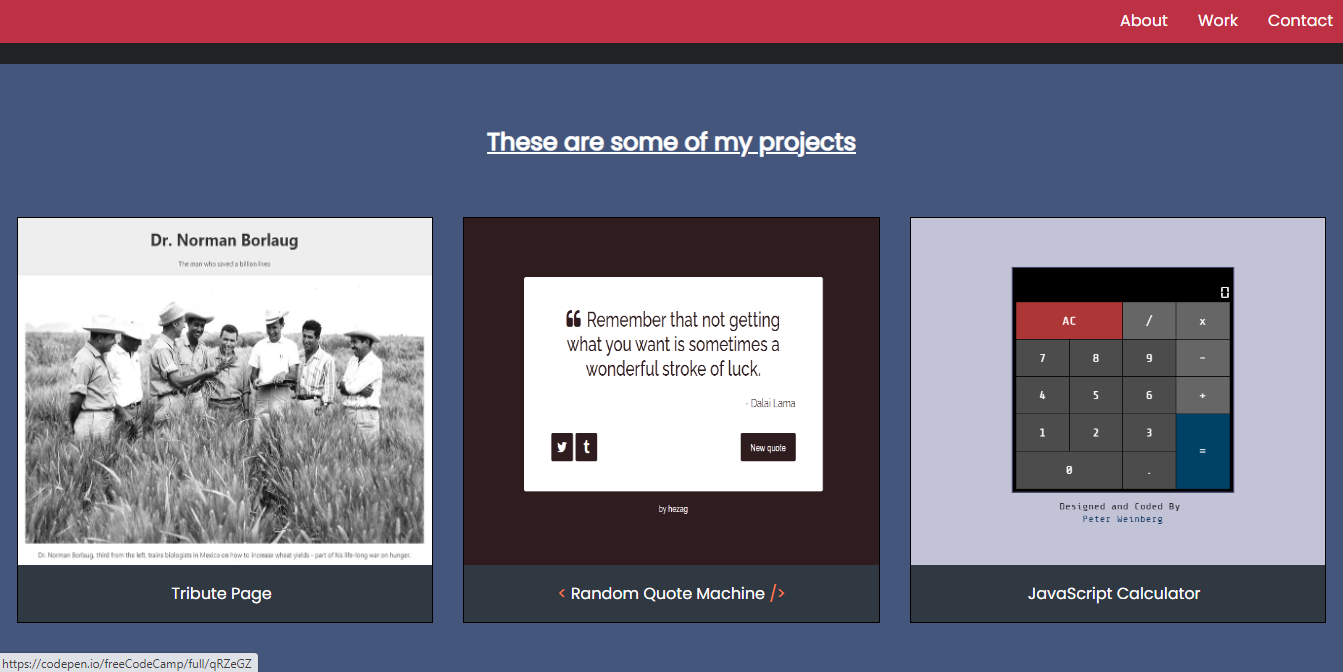 About Work Contact
These are some of my projects
Dr. Norman Borlaug
The man who saved a billion lives
Dr. Norman Borlaug, third from the left, trains biologists in Mexico on how to increase wheat yields - part of his life-long war on hunger.
Tribute Page
❝ Remember that not getting
what you want is sometimes a
wonderful stroke of luck.
- Dalai Lama
t
New quote
by hezag
< Random Quote Machine />
0
AC / x
7 8 9 -
4 5 6 +
1 2 3
=
0 .
Designed and Coded By
Peter Weinberg
JavaScript Calculator
https://codepen.io/freeCodeCamp/full/qRZeGZ